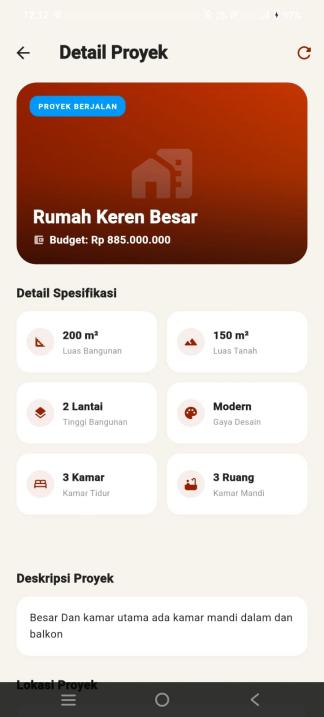 12:12
97%
Detail Proyek
PROYEK BERJALAN
Rumah Keren Besar
Budget: Rp 885.000.000
Detail Spesifikasi
200 m²
Luas Bangunan
150 m²
Luas Tanah
2 Lantai
Tinggi Bangunan
Modern
Gaya Desain
3 Kamar
Kamar Tidur
3 Ruang
Kamar Mandi
Deskripsi Proyek
Besar Dan kamar utama ada kamar mandi dalam dan
balkon
Lokasi Proyek